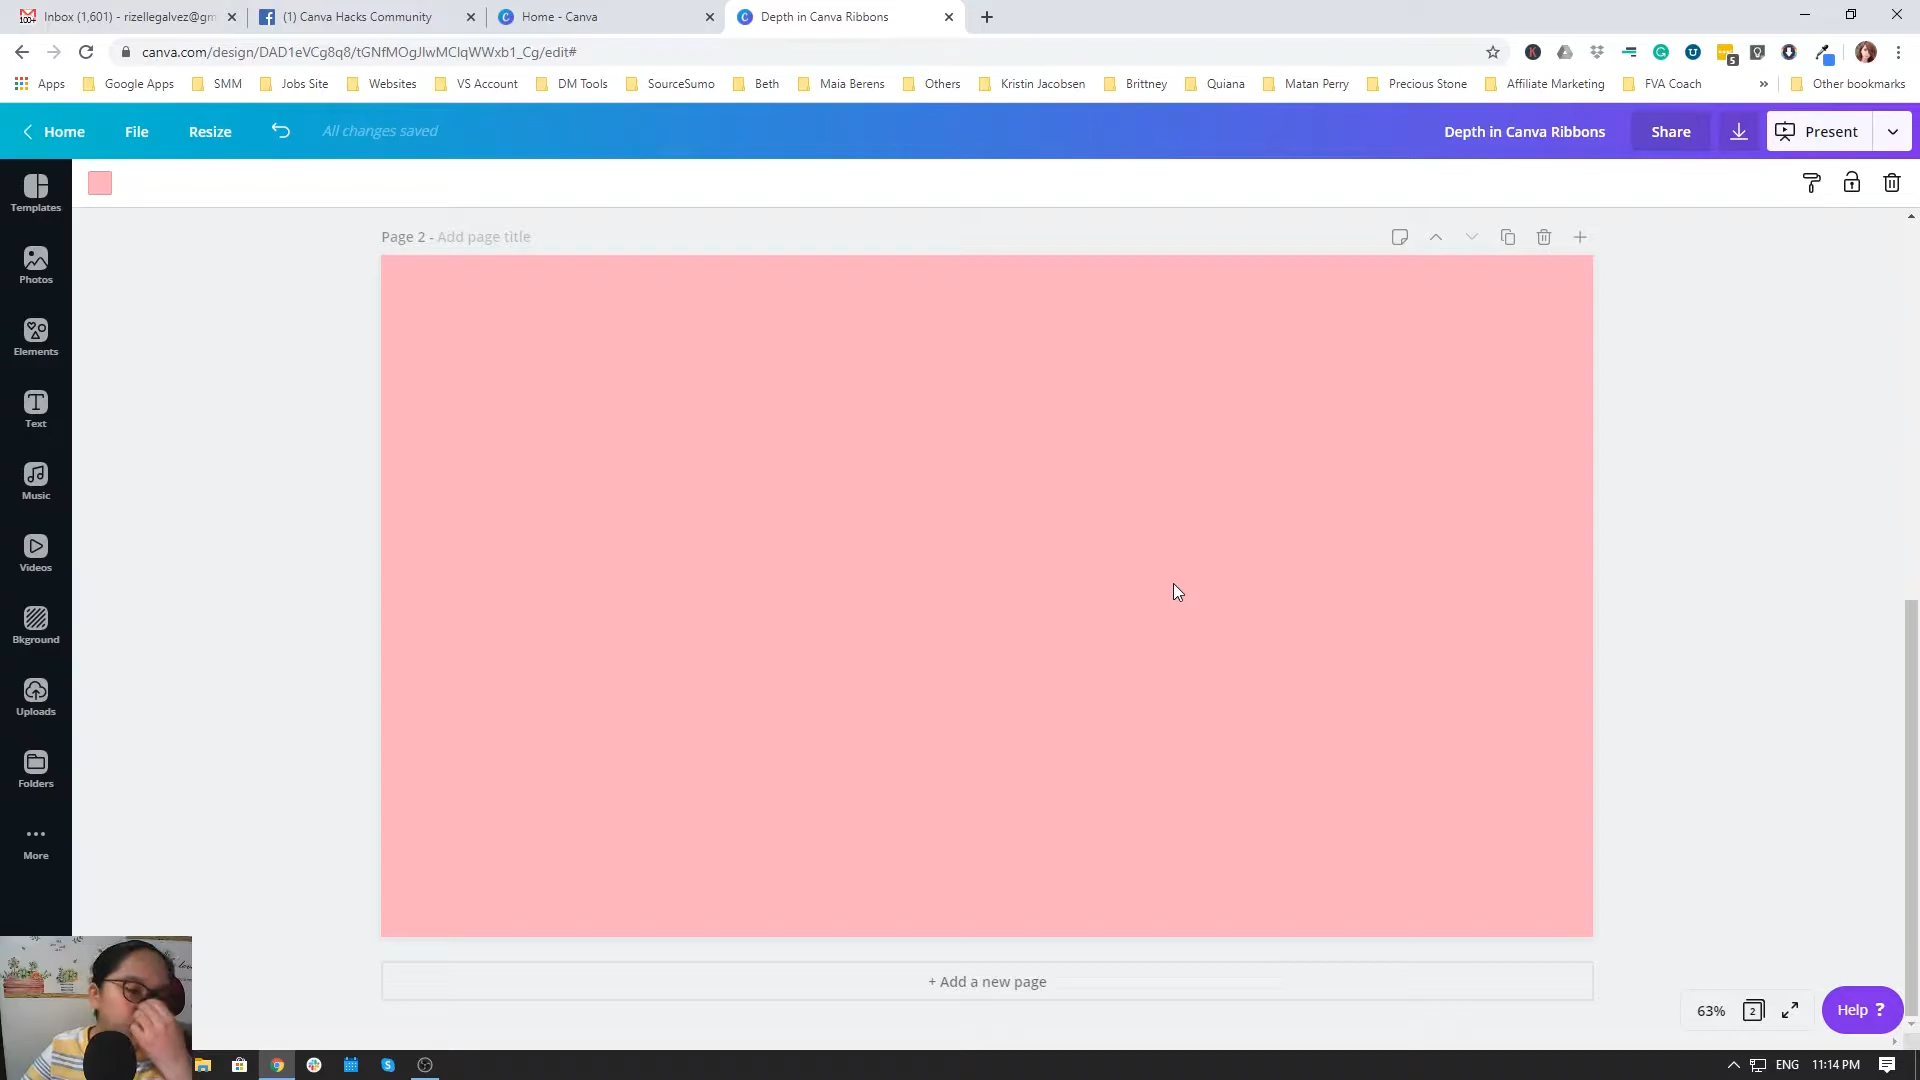 Inbox (1,601) - rizellegalvez@gm
(1) Canva Hacks Community
Home - Canva
Depth in Canva Ribbons
canva.com/design/DAD1eVCg8q8/tGNfMOgJlwMClqWWxb1_Cg/edit#
5
Apps
Google Apps
SMM
Jobs Site
Websites
VS Account
DM Tools
SourceSumo
Beth
Maia Berens
Others
Kristin Jacobsen
Brittney
Quiana
Matan Perry
Precious Stone
Affiliate Marketing
FVA Coach
»
Other bookmarks
Home
File
Resize
All changes saved
Depth in Canva Ribbons
Share
Present
Templates
Photos
Elements
Text
Music
Videos
Bkground
Uploads
Folders
More
Page 2 - Add page title
+ Add a new page
63%
2
Help ?
ENG
11:14 PM